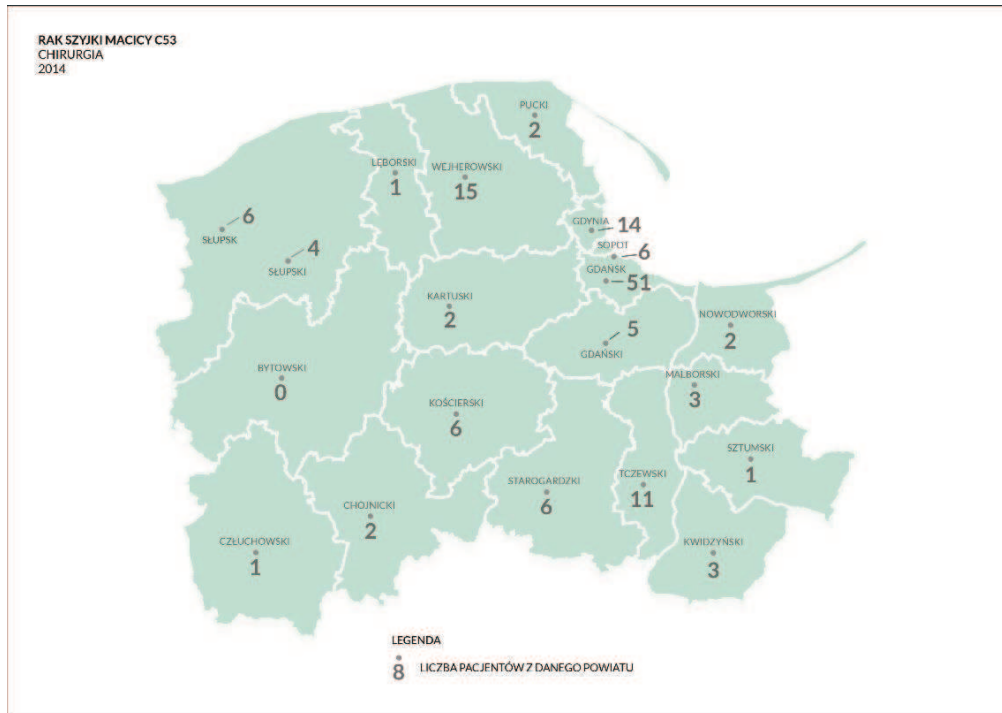 RAK SZYJKI MACICY C53
CHIRURGIA
2014
PUCKI
2
LĘBORSKI
1
WEJHEROWSKI
15
6
SŁUPSK
4
SŁUPSKI
GDYNIA
14
SOPOT
6
GDAŃSK
51
KARTUSKI
2
5
GDAŃSKI
NOWODWORSKI
2
BYTOWSKI
0
KOŚCIERSKI
6
MALBORSKI
3
SZTUMSKI
1
STAROGARDZKI
6
TCZEWSKI
11
CHOJNICKI
2
CZŁUCHOWSKI
1
KWIDZYŃSKI
3
LEGENDA
8 LICZBA PACJENTÓW Z DANEGO POWIATU